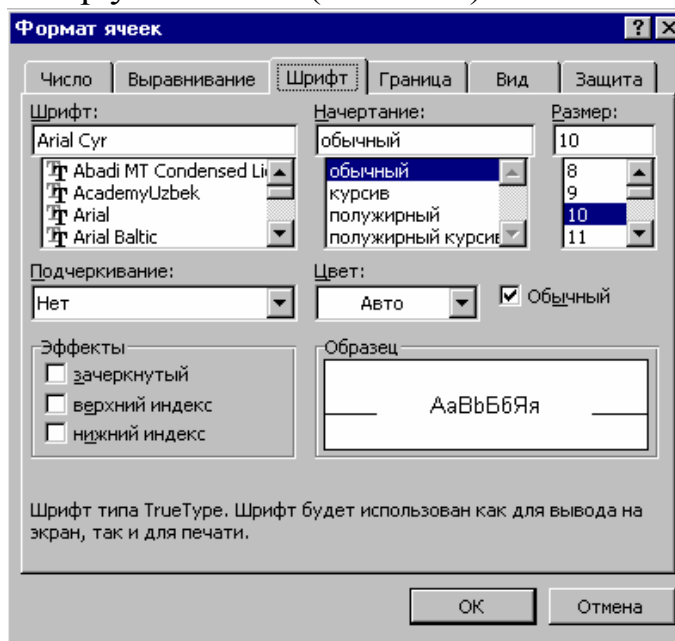 Формат ячеек
Число Выравнивание Шрифт Граница Вид Защита
Шрифт: Начертание: Размер:
Arial Cyr обычный 10
Abadi MT Condensed Li обычный 8
AcademyUzbek курсив 9
Arial полужирный 10
Arial Baltic полужирный курсив 11
Подчеркивание: Цвет:
Нет Авто Обычный
Эффекты Образец
зачеркнутый
верхний индекс АаВbБбЯя
нижний индекс
Шрифт типа TrueType. Шрифт будет использован как для вывода на
экран, так и для печати.
ОК Отмена